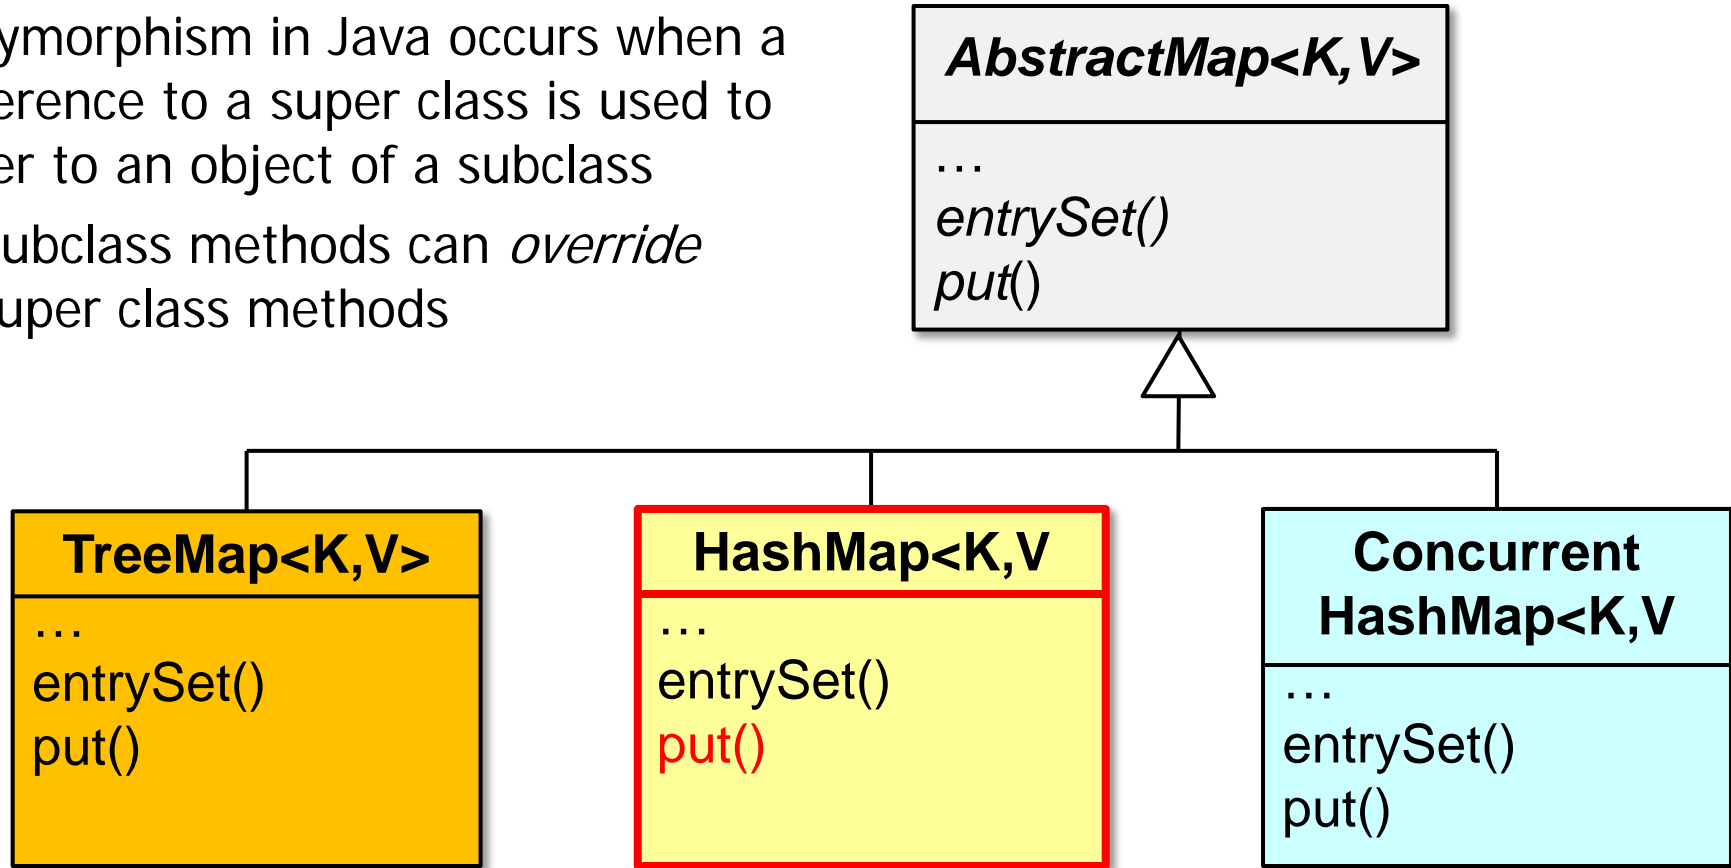 ymorphism in Java occurs when a
erence to a super class is used to
er to an object of a subclass
ubclass methods can override
uper class methods
AbstractMap<K,V>
…
entrySet()
put()
TreeMap<K,V>
…
entrySet()
put()
HashMap<K,V
…
entrySet()
put()
Concurrent
HashMap<K,V
…
entrySet()
put()